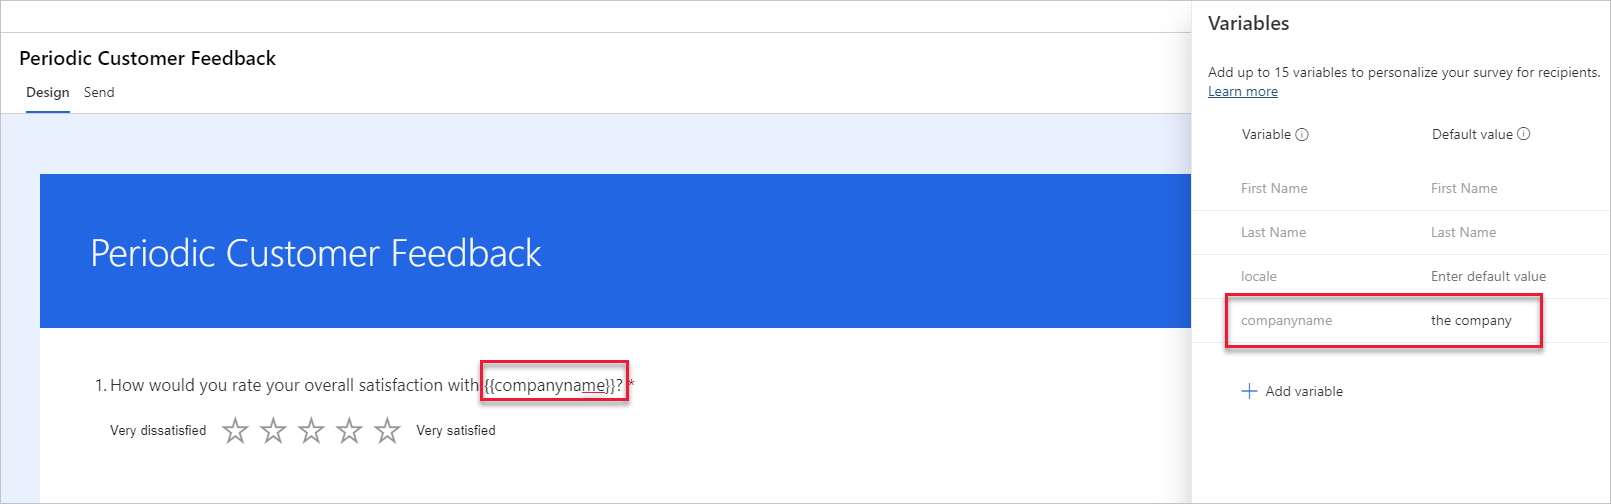 Periodic Customer Feedback
Design Send
Periodic Customer Feedback
1. How would you rate your overall satisfaction with {{companyname}}? *
Very dissatisfied Very satisfied
Variables
Add up to 15 variables to personalize your survey for recipients.
Learn more
Variable Default value
First Name First Name
Last Name Last Name
locale Enter default value
companyname the company
Add variable